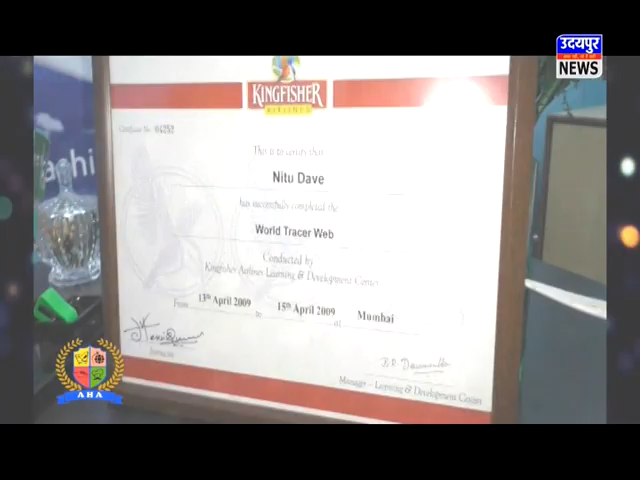 उदयपुर
NEWS
KINGFISHER
AIRLINES
Certificate No. 04252
This is to certify that
Nitu Dave
has successfully completed the
World Tracer Web
Conducted by
Kingfisher Airlines Learning & Development Center
From 13th April 2009 to 15th April 2009 at Mumbai
Instructor
Manager - Learning & Development Center
AHA